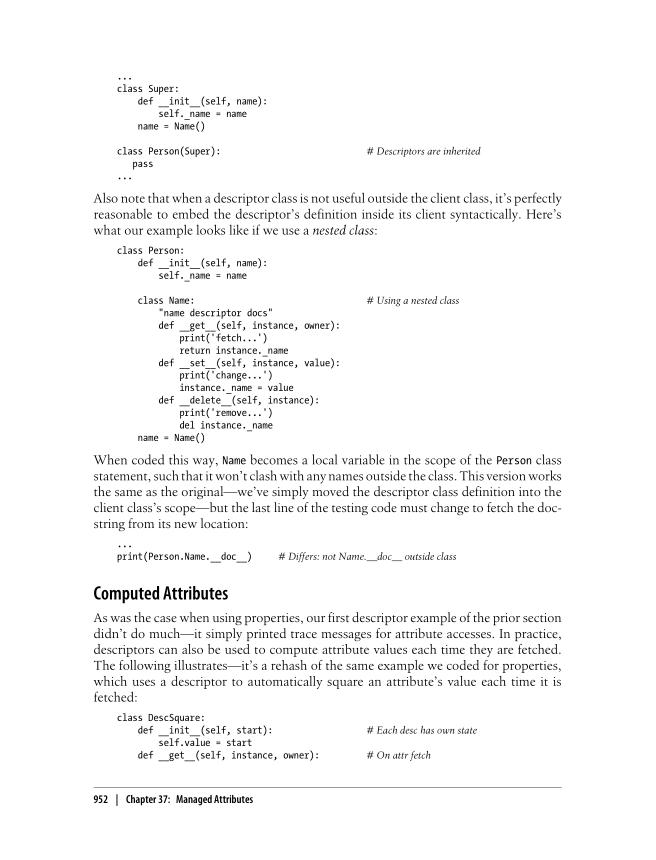 ...
class Super:
    def __init__(self, name):
        self._name = name
    name = Name()

class Person(Super):                    # Descriptors are inherited
   pass
...
Also note that when a descriptor class is not useful outside the client class, it’s perfectly
reasonable to embed the descriptor’s definition inside its client syntactically. Here’s
what our example looks like if we use a nested class:
class Person:
    def __init__(self, name):
        self._name = name

    class Name:                         # Using a nested class
        "name descriptor docs"
        def __get__(self, instance, owner):
            print('fetch...')
            return instance._name
        def __set__(self, instance, value):
            print('change...')
            instance._name = value
        def __delete__(self, instance):
            print('remove...')
            del instance._name
    name = Name()
When coded this way, Name becomes a local variable in the scope of the Person class
statement, such that it won’t clash with any names outside the class. This version works
the same as the original—we’ve simply moved the descriptor class definition into the
client class’s scope—but the last line of the testing code must change to fetch the doc-
string from its new location:
...
print(Person.Name.__doc__)     # Differs: not Name.__doc__ outside class
Computed Attributes
As was the case when using properties, our first descriptor example of the prior section
didn’t do much—it simply printed trace messages for attribute accesses. In practice,
descriptors can also be used to compute attribute values each time they are fetched.
The following illustrates—it’s a rehash of the same example we coded for properties,
which uses a descriptor to automatically square an attribute’s value each time it is
fetched:
class DescSquare:
    def __init__(self, start):          # Each desc has own state
        self.value = start
    def __get__(self, instance, owner):     # On attr fetch
952 | Chapter 37: Managed Attributes